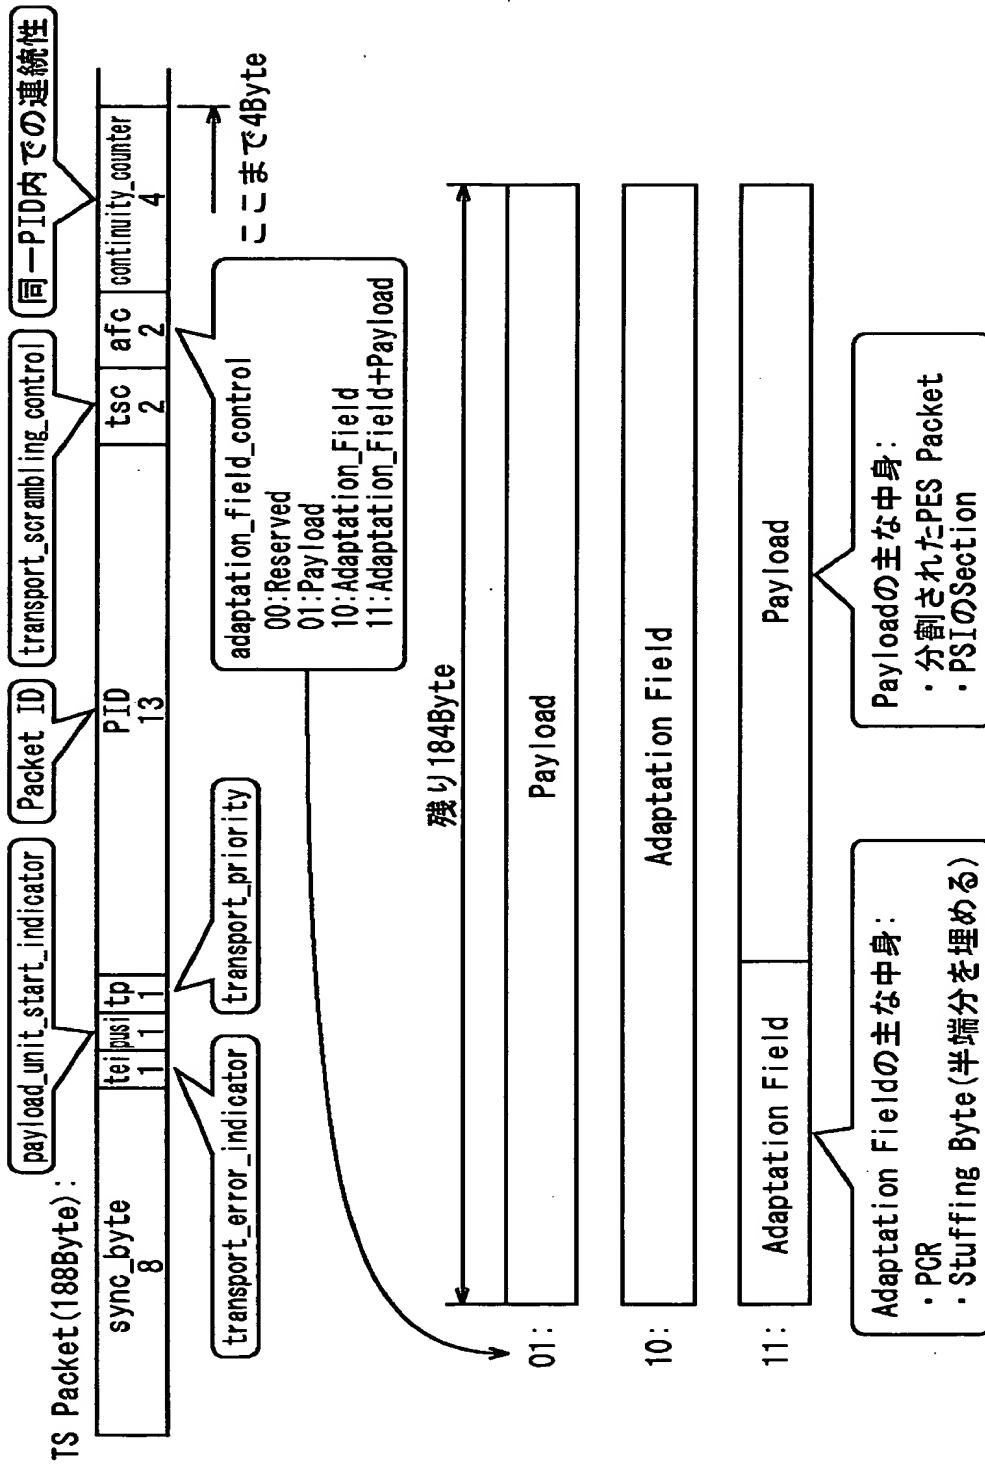 TS Packet(188Byte):
payload_unit_start_indicator
Packet ID
transport_scrambling_control
同一PID内での連続性
sync_byte
8
tei
1
pusi
1
tp
1
PID
13
tsc
2
afc
2
continuity_counter
4
transport_error_indicator
transport_priority
ここまで4Byte
adaptation_field_control
00:Reserved
01:Payload
10:Adaptation_Field
11:Adaptation_Field+Payload
残り184Byte
01:
Payload
10:
Adaptation Field
11:
Adaptation Field
Payload
Adaptation Fieldの主な中身:
・PCR
・Stuffing Byte(半端分を埋める)
Payloadの主な中身:
・分割されたPES Packet
・PSIのSection